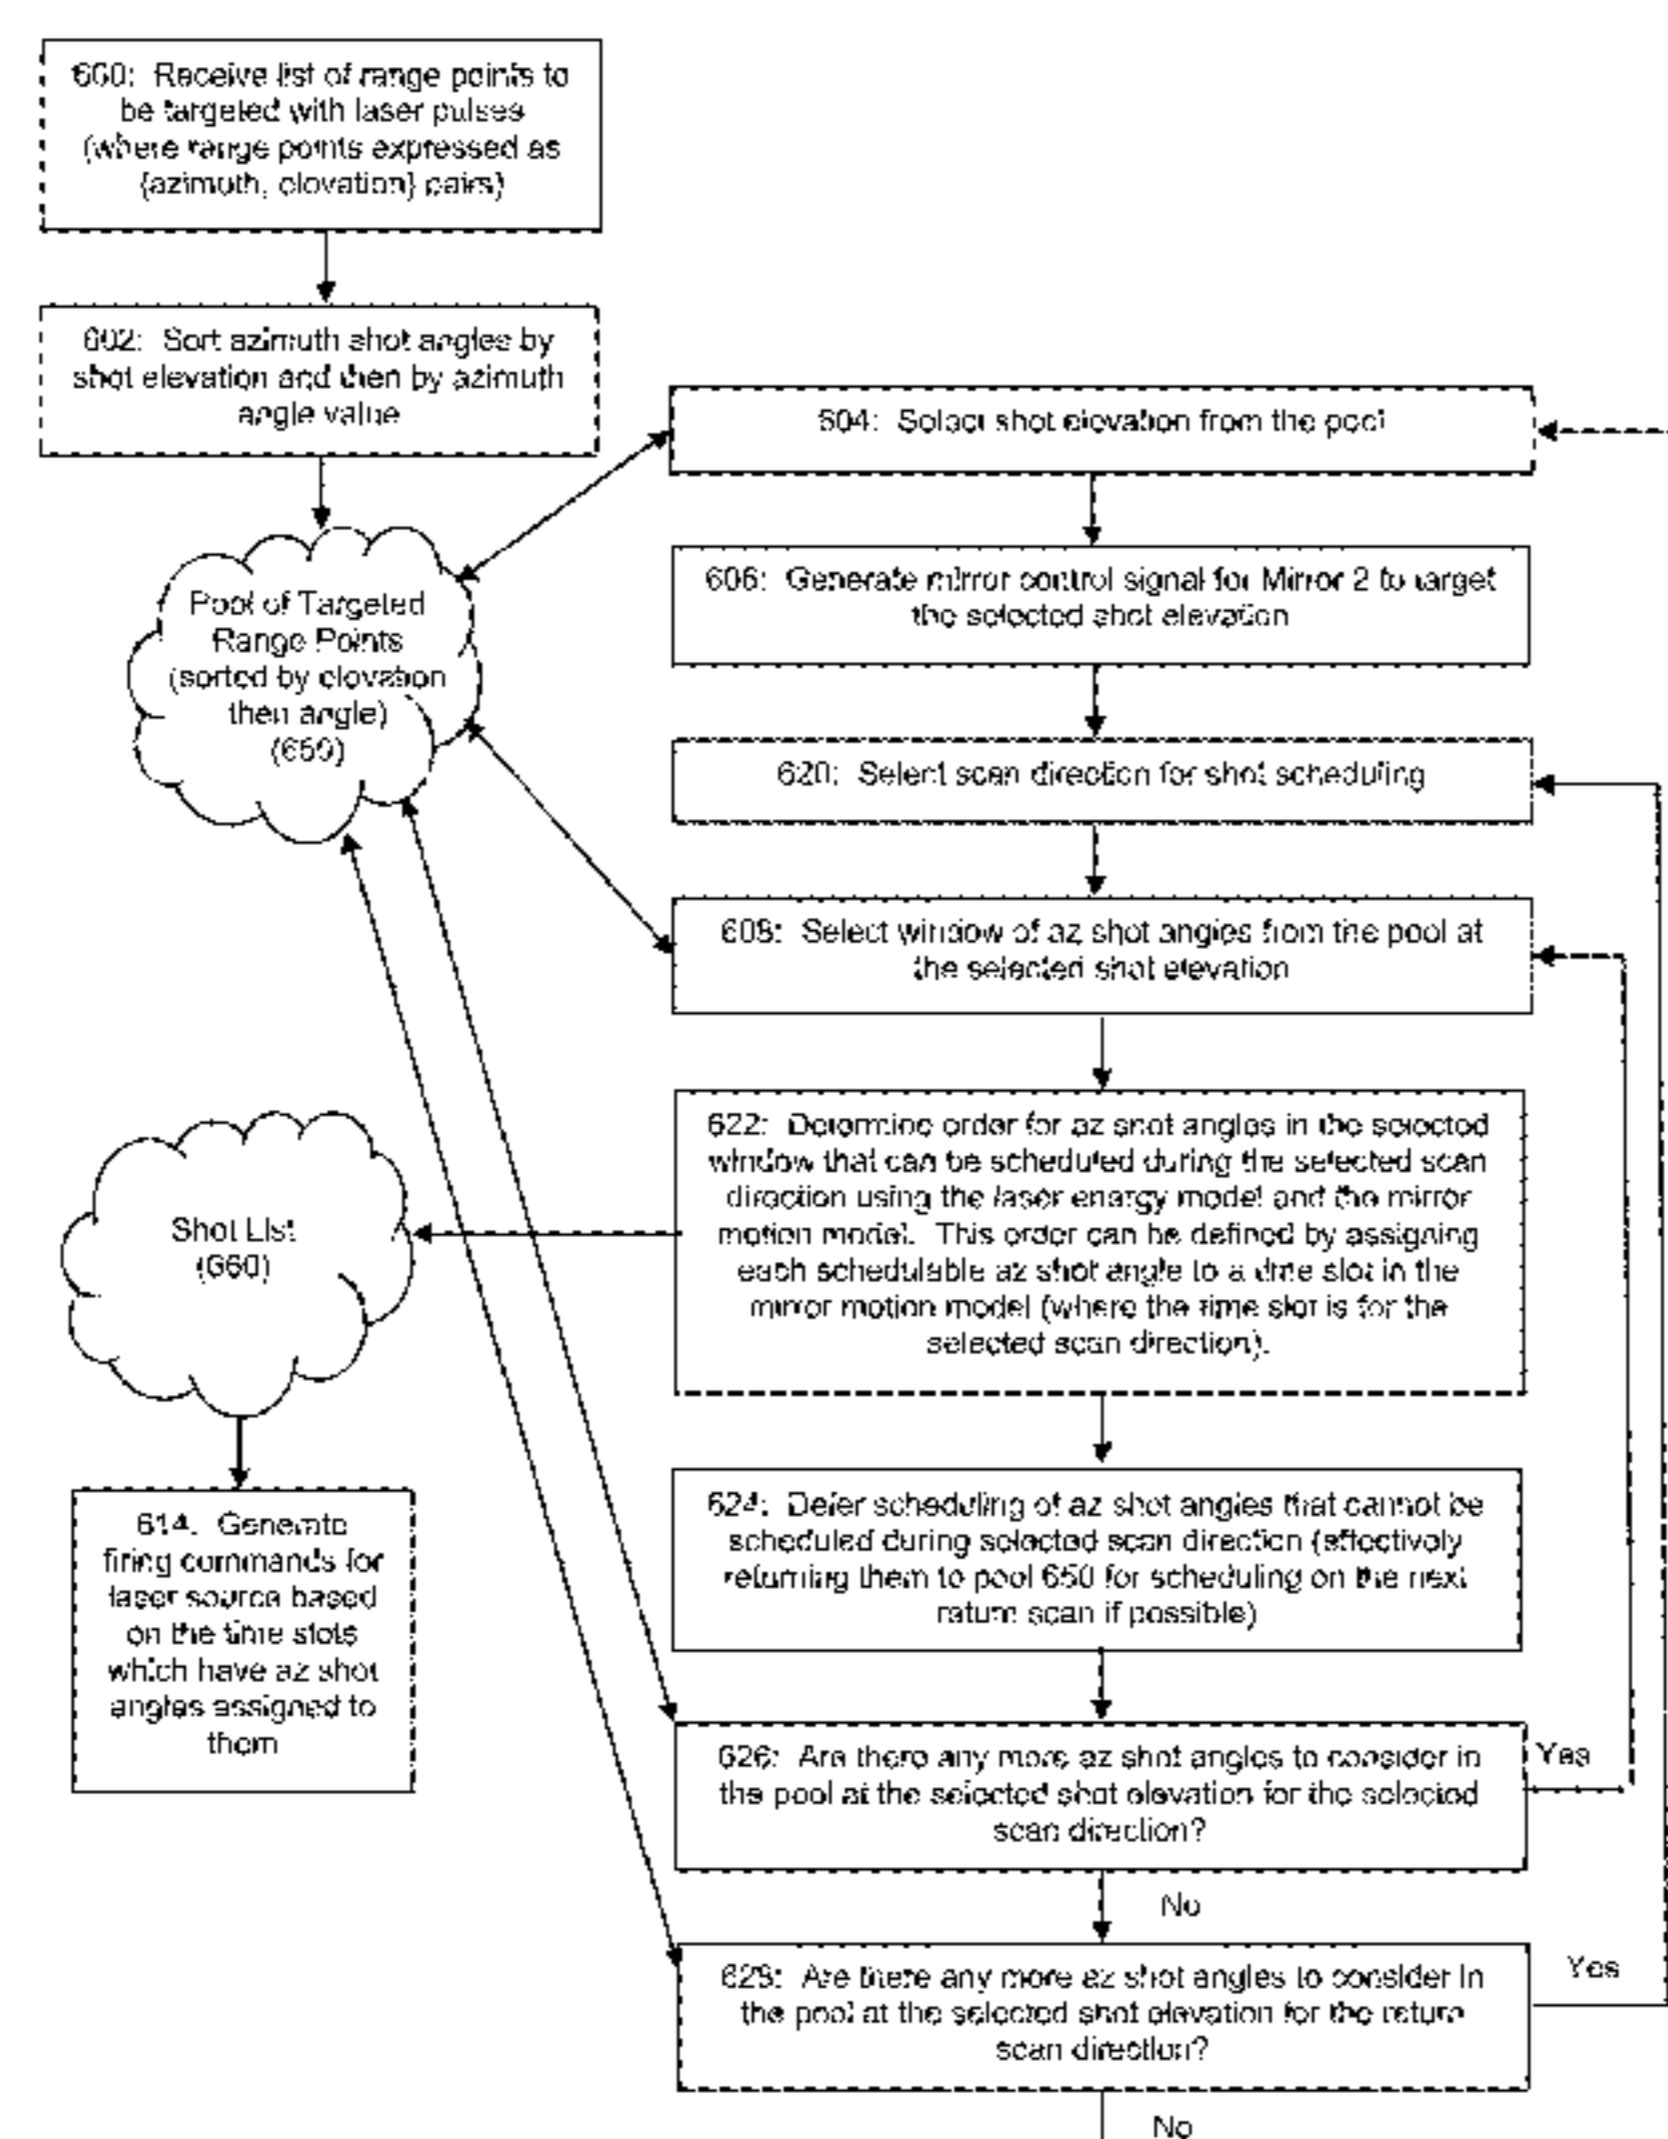 600: Receive list of range points to
be targeted with laser pulses
(where range points expressed as
{azimuth, elevation} pairs)
602: Sort azimuth shot angles by
shot elevation and then by azimuth
angle value
604: Select shot elevation from the pool
Pool of Targeted
Range Points
(sorted by elevation
then angle)
(650)
606: Generate mirror control signal for Mirror 2 to target
the selected shot elevation
620: Select scan direction for shot scheduling
608: Select window of az shot angles from the pool at
the selected shot elevation
622: Determine order for az shot angles in the selected
window that can be scheduled during the selected scan
direction using the laser energy model and the mirror
motion model. This order can be defined by assigning
each schedulable az shot angle to a time slot in the
mirror motion model (where the time slot is for the
selected scan direction).
Shot List
(660)
624: Defer scheduling of az shot angles that cannot be
scheduled during selected scan direction (effectively
returning them to pool 650 for scheduling on the next
return scan if possible)
614. Generate
firing commands for
laser source based
on the time slots
which have az shot
angles assigned to
them
626: Are there any more az shot angles to consider in
the pool at the selected shot elevation for the selected
scan direction?
Yes
No
628: Are there any more az shot angles to consider in
the pool at the selected shot elevation for the return
scan direction?
Yes
No